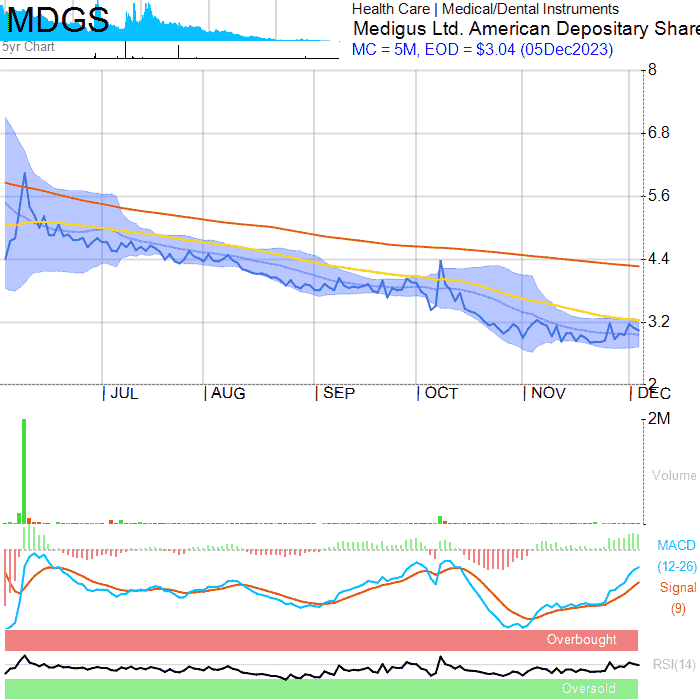 MDGS
5yr Chart
Health Care | Medical/Dental Instruments
Medigus Ltd. American Depositary Share
MC = 5M, EOD = $3.04 (05Dec2023)
8
6.8
5.6
4.4
3.2
2
| JUL | AUG | SEP | OCT | NOV | DEC
2M
Volume
MACD
(12-26)
Signal
(9)
Overbought
RSI(14)
Oversold